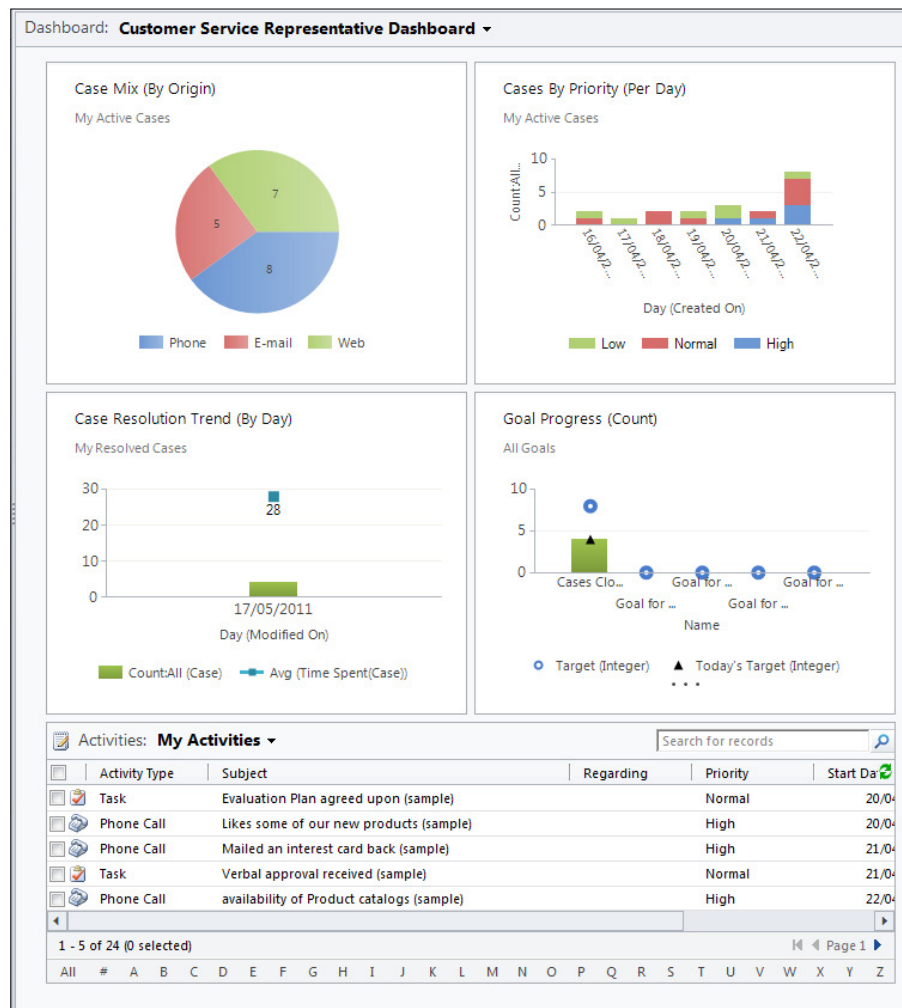 Dashboard: Customer Service Representative Dashboard
Case Mix (By Origin)
My Active Cases
7
5
8
Phone E-mail Web
Cases By Priority (Per Day)
My Active Cases
Count:All...
10
5
0
16/04/2... 17/04/2... 18/04/2... 19/04/2... 20/04/2... 21/04/2... 22/04/2...
Day (Created On)
Low Normal High
Case Resolution Trend (By Day)
My Resolved Cases
30
20
10
0
28
17/05/2011
Day (Modified On)
Count:All (Case) Avg (Time Spent(Case))
Goal Progress (Count)
All Goals
10
5
0
Cases Clo... Goal for ... Goal for ...
Goal for ... Goal for ...
Name
Target (Integer) Today's Target (Integer)
...
Activities: My Activities Search for records
Activity Type Subject Regarding Priority Start Da
Task Evaluation Plan agreed upon (sample) Normal 20/04
Phone Call Likes some of our new products (sample) High 20/04
Phone Call Mailed an interest card back (sample) High 21/04
Task Verbal approval received (sample) Normal 21/04
Phone Call availability of Product catalogs (sample) High 22/04
1 - 5 of 24 (0 selected) Page 1
All # A B C D E F G H I J K L M N O P Q R S T U V W X Y Z